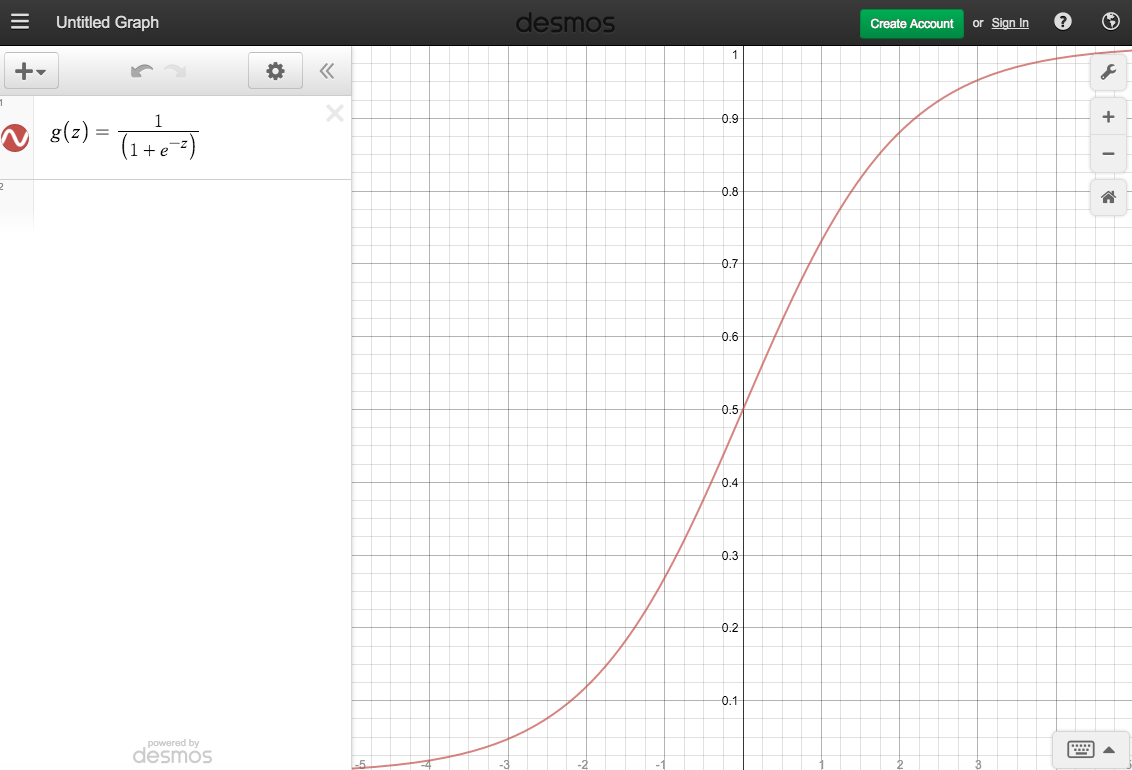 Untitled Graph
desmos
Create Account or Sign In ?
1
g(z) = 1/(1 + e^{-z})
2
powered by
desmos
1
0.9
0.8
0.7
0.6
0.5
0.4
0.3
0.2
0.1
-5 -4 -3 -2 -1 1 2 3